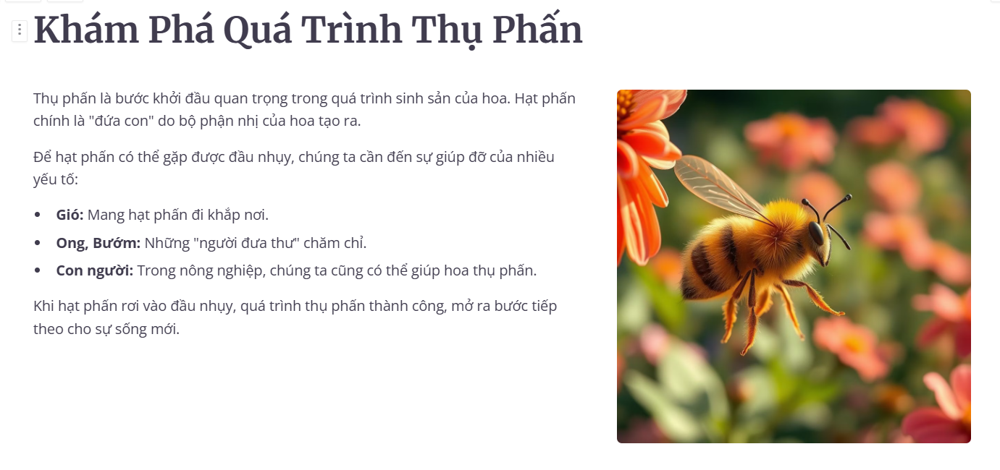 Khám Phá Quá Trình Thụ Phấn
Thụ phấn là bước khởi đầu quan trọng trong quá trình sinh sản của hoa. Hạt phấn
chính là "đứa con" do bộ phận nhị của hoa tạo ra.
Để hạt phấn có thể gặp được đầu nhụy, chúng ta cần đến sự giúp đỡ của nhiều
yếu tố:
• Gió: Mang hạt phấn đi khắp nơi.
• Ong, Bướm: Những "người đưa thư" chăm chỉ.
• Con người: Trong nông nghiệp, chúng ta cũng có thể giúp hoa thụ phấn.
Khi hạt phấn rơi vào đầu nhụy, quá trình thụ phấn thành công, mở ra bước tiếp
theo cho sự sống mới.